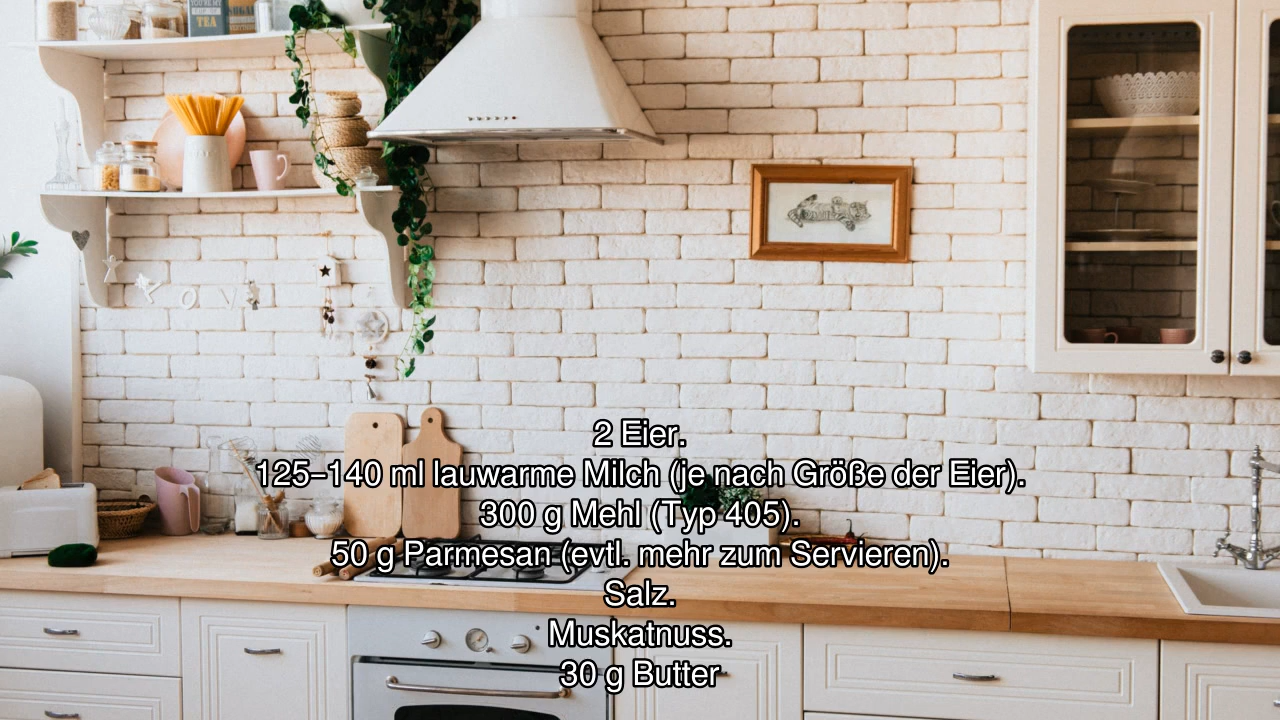 TEA
2 Eier.
125–140 ml lauwarme Milch (je nach Größe der Eier).
300 g Mehl (Typ 405).
50 g Parmesan (evtl. mehr zum Servieren).
Salz.
Muskatnuss.
30 g Butter